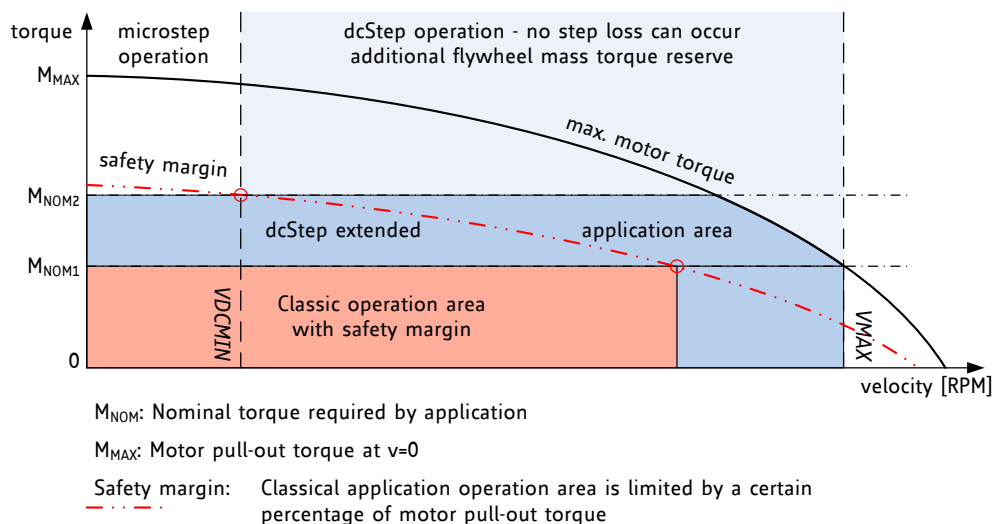 torque
microstep
operation
dcStep operation - no step loss can occur
additional flywheel mass torque reserve
MMAX
max. motor torque
safety margin
MNOM2
dcStep extended
application area
MNOM1
Classic operation area
with safety margin
VDCMIN
VMAX
0
velocity [RPM]
MNOM: Nominal torque required by application
MMAX: Motor pull-out torque at v=0
Safety margin: Classical application operation area is limited by a certain
percentage of motor pull-out torque